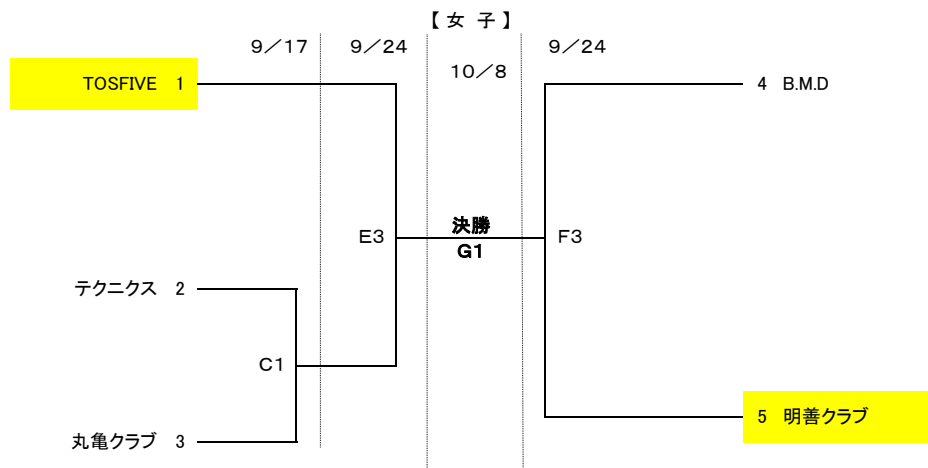 【 女 子 】
9／17 9／24 10／8 9／24
TOSFIVE 1
4 B.M.D
E3
決勝
G1
F3
テクニクス 2
C1
丸亀クラブ 3
5 明善クラブ